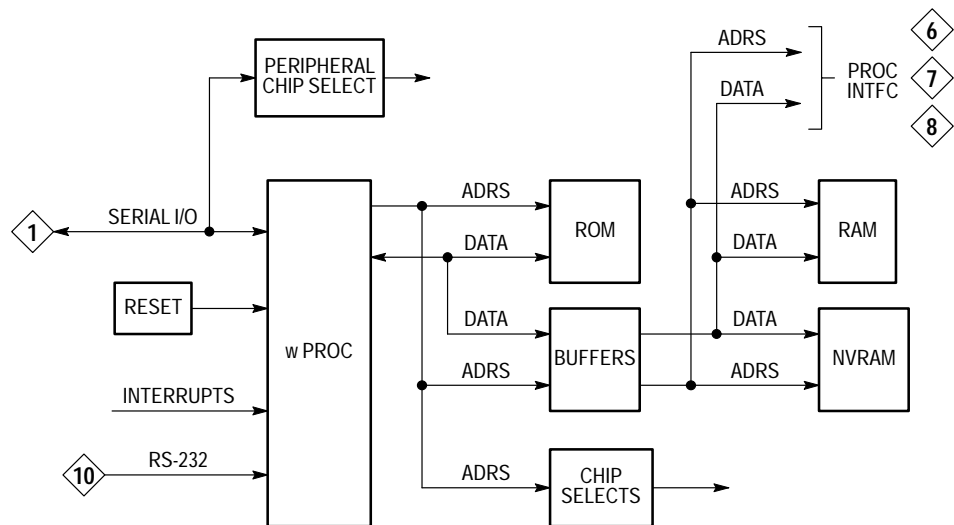 ADRS
6
PERIPHERAL
CHIP SELECT
PROC
INTFC
7
DATA
8
1
SERIAL I/O
ADRS
ROM
DATA
ADRS
RAM
DATA
RESET
w PROC
DATA
BUFFERS
ADRS
DATA
NVRAM
ADRS
INTERRUPTS
10
RS-232
ADRS
CHIP
SELECTS